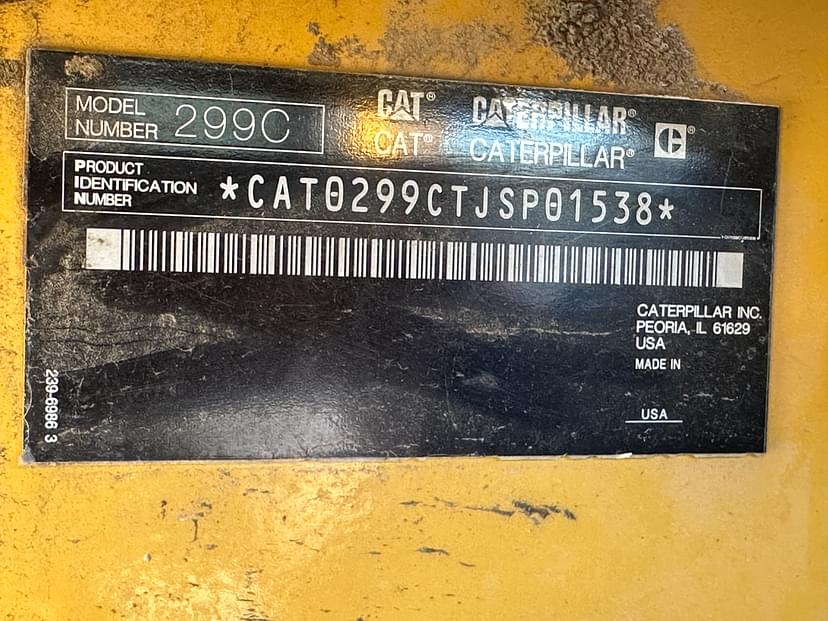 MODEL
NUMBER 299C
CAT® CATERPILLAR®
CAT® CATERPILLAR®
PRODUCT
IDENTIFICATION
NUMBER
*CAT0299CTJSP01538*
CATERPILLAR INC.
PEORIA, IL 61629
USA
MADE IN
USA
239-6986 3